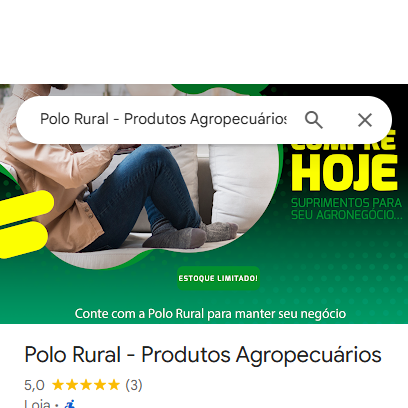 Polo Rural - Produtos Agropecuários
COMPRE
HOJE
SUPRIMENTOS PARA
SEU AGRONEGÓCIO...
ESTOQUE LIMITADO!
Conte com a Polo Rural para manter seu negócio
Polo Rural - Produtos Agropecuários
5,0 ★★★★★ (3)
Loja ·